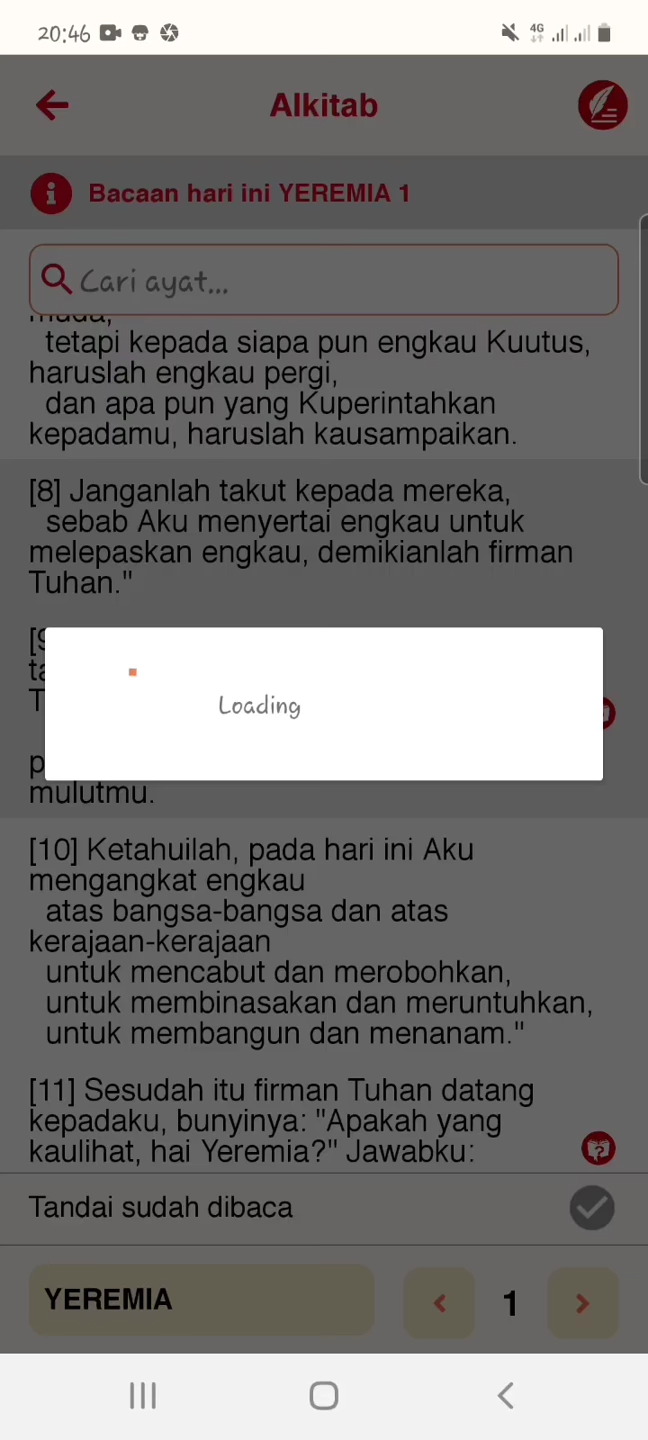 20:46
4G
Alkitab
Bacaan hari ini YEREMIA 1
Cari ayat...
muda,
tetapi kepada siapa pun engkau Kuutus,
haruslah engkau pergi,
dan apa pun yang Kuperintahkan
kepadamu, haruslah kausampaikan.
[8] Janganlah takut kepada mereka,
sebab Aku menyertai engkau untuk
melepaskan engkau, demikianlah firman
Tuhan."
Loading
mulutmu.
[10] Ketahuilah, pada hari ini Aku
mengangkat engkau
atas bangsa-bangsa dan atas
kerajaan-kerajaan
untuk mencabut dan merobohkan,
untuk membinasakan dan meruntuhkan,
untuk membangun dan menanam."
[11] Sesudah itu firman Tuhan datang
kepadaku, bunyinya: "Apakah yang
kaulihat, hai Yeremia?" Jawabku:
Tandai sudah dibaca
YEREMIA
1